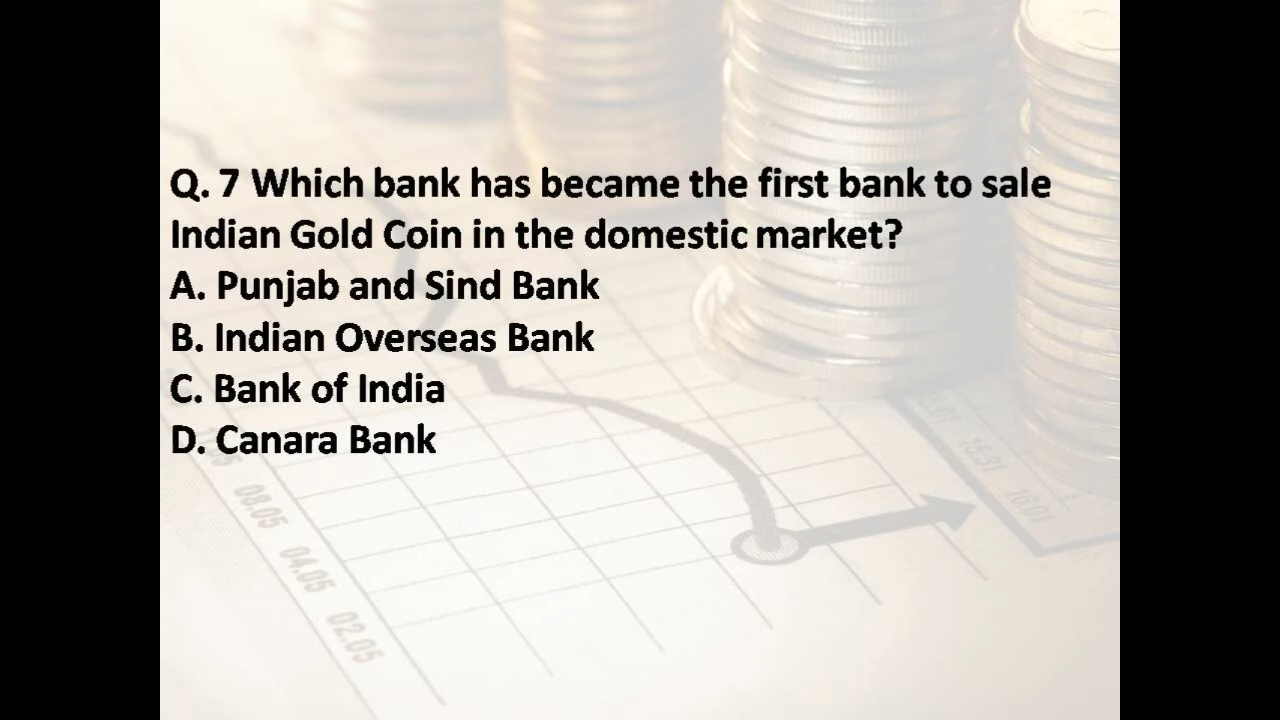 Q. 7 Which bank has became the first bank to sale
Indian Gold Coin in the domestic market?
A. Punjab and Sind Bank
B. Indian Overseas Bank
C. Bank of India
D. Canara Bank
08.05
04.05
02.05